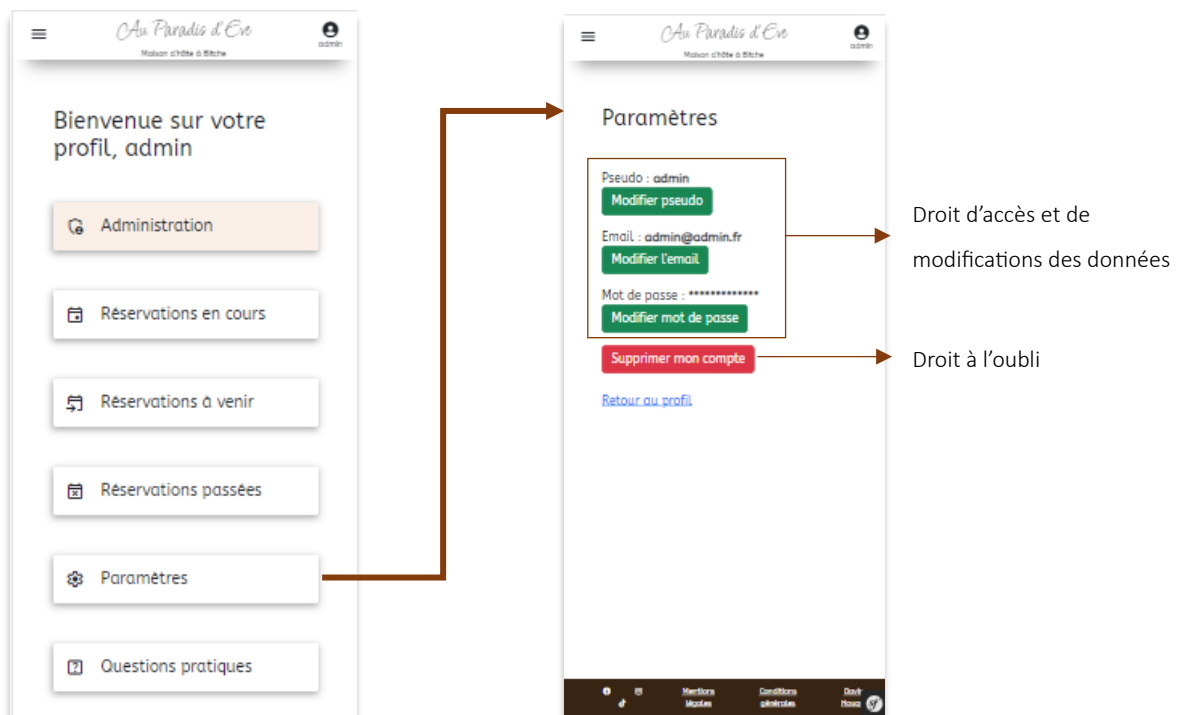 Au Paradis d'Eve
Maison d'hôte à Bitche
admin
Bienvenue sur votre
profil, admin
Administration
Réservations en cours
Réservations à venir
Réservations passées
Paramètres
Questions pratiques
Au Paradis d'Eve
Maison d'hôte à Bitche
admin
Paramètres
Pseudo : admin
Modifier pseudo
Email : admin@admin.fr
Modifier l'email
Mot de passe : *************
Modifier mot de passe
Supprimer mon compte
Retour au profil
Mentions
légales
Conditions
générales
Droit d'accès et de
modifications des données
Droit à l'oubli